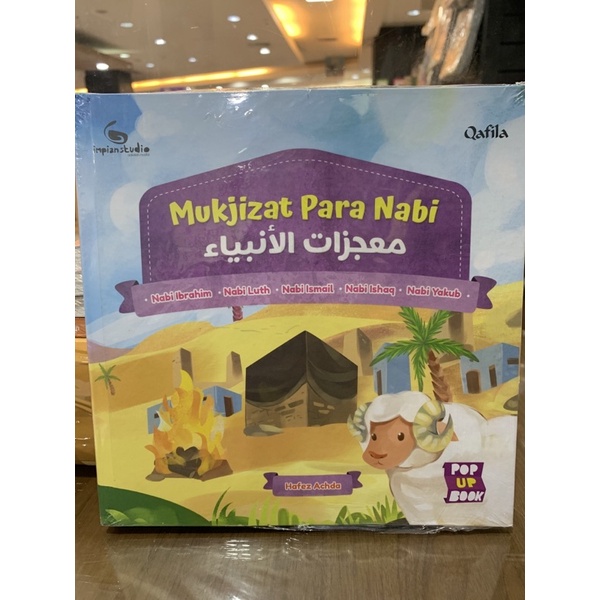 impianstudio
Qafila
Mukjizat Para Nabi
معجزات الأنبياء
Nabi Ibrahim • Nabi Luth • Nabi Ismail • Nabi Ishaq • Nabi Yakub •
Hafez Achda
POP
UP
BOOK